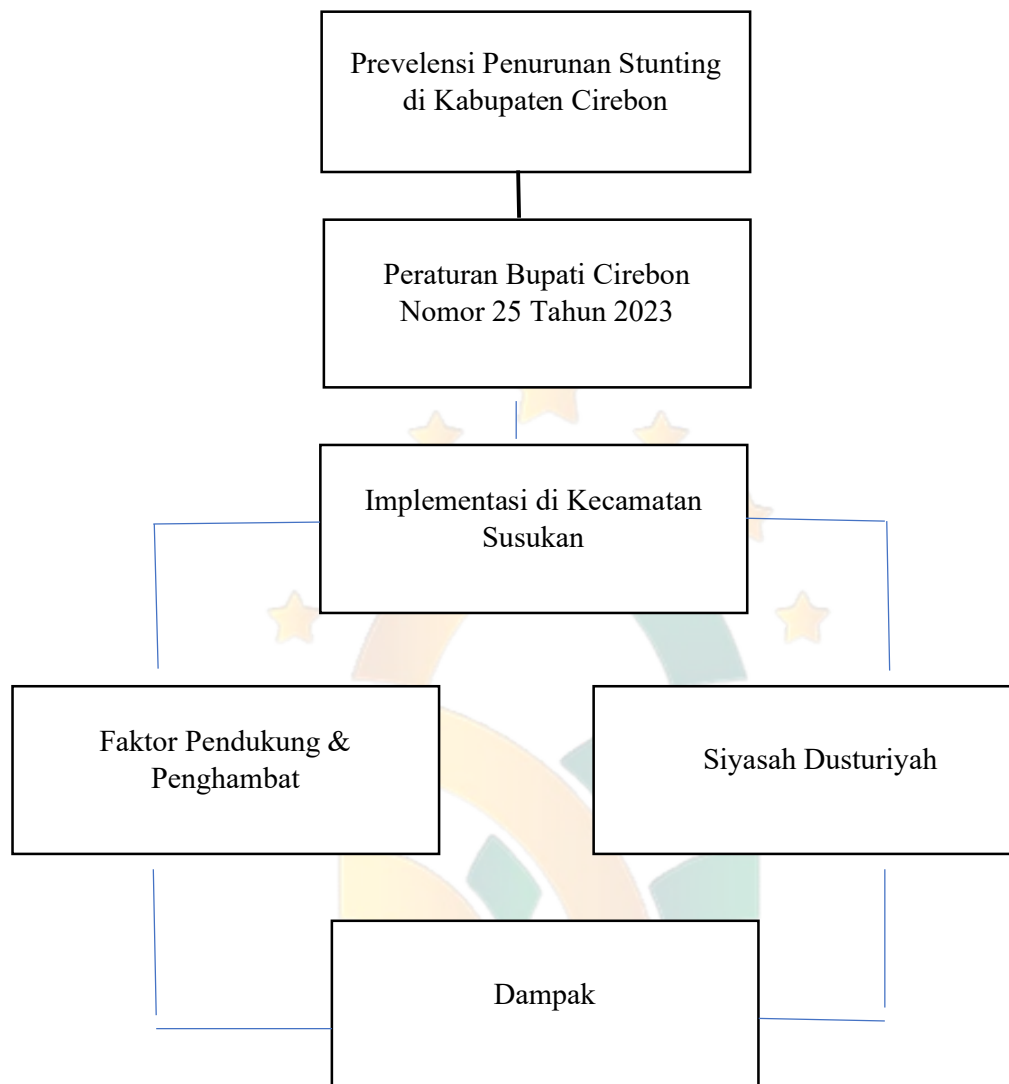 Prevelensi Penurunan Stunting
di Kabupaten Cirebon
Peraturan Bupati Cirebon
Nomor 25 Tahun 2023
Implementasi di Kecamatan
Susukan
Faktor Pendukung &
Penghambat
Siyasah Dusturiyah
Dampak